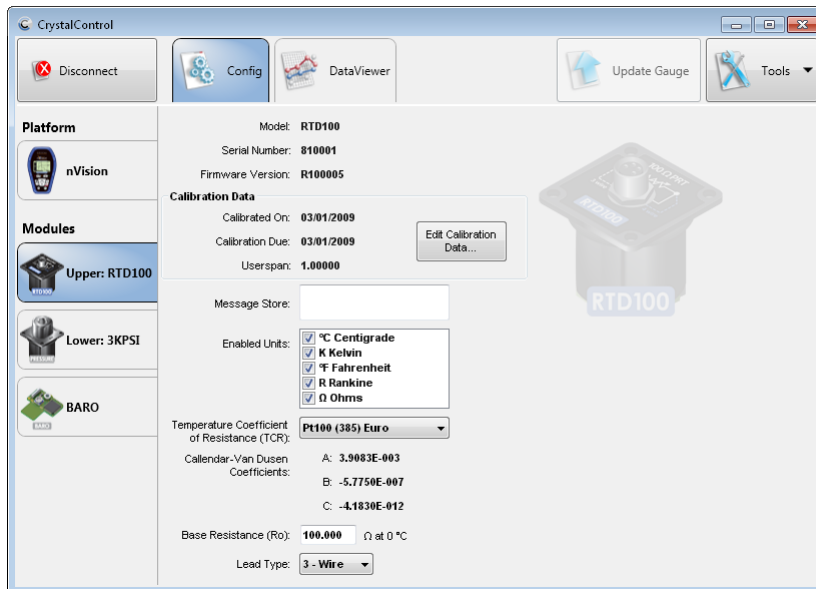 CrystalControl
Disconnect
Config
DataViewer
Update Gauge
Tools
Platform
nVision
Modules
Upper: RTD100
RTD100
Lower: 3KPSI
PRESSURE
BARO
BARO
Model: RTD100
Serial Number: 810001
Firmware Version: R100005
Calibration Data
Calibrated On: 03/01/2009
Calibration Due: 03/01/2009
Userspan: 1.00000
Edit Calibration
Data...
Message Store:
Enabled Units:
°C Centigrade
K Kelvin
°F Fahrenheit
R Rankine
Ω Ohms
Temperature Coefficient
of Resistance (TCR):
Pt100 (385) Euro
Callendar-Van Dusen
Coefficients:
A: 3.9083E-003
B: -5.7750E-007
C: -4.1830E-012
Base Resistance (Ro): 100.000 Ω at 0 °C
Lead Type: 3 - Wire
RTD100
RTD100